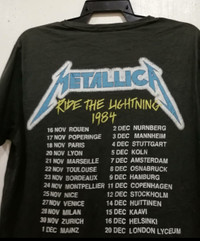 METALLICA
RIDE THE LIGHTNING
1984
16 NOV ROUEN 2 DEC NURNBERG
17 NOV POPERINGE 3 DEC MANNHEIM
18 NOV PARIS 4 DEC STUTTGART
20 NOV LYON 5 DEC KOLN
21 NOV MARSEILLE 7 DEC AMSTERDAM
22 NOV TOULOUSE 8 DEC OSNABRUCK
23 NOV BORDEAUX 9 DEC HAMBURG
24 NOV MONTPELLIER 11 DEC COPENHAGEN
25 NOV NICE 12 DEC STOCKHOLM
27 NOV VENICE 14 DEC HUITTINEN
28 NOV MILAN 15 DEC KAAVI
30 NOV ZURICH 16 DEC HELSINKI
1 DEC MAINZ 20 DEC LONDON LYCEUM